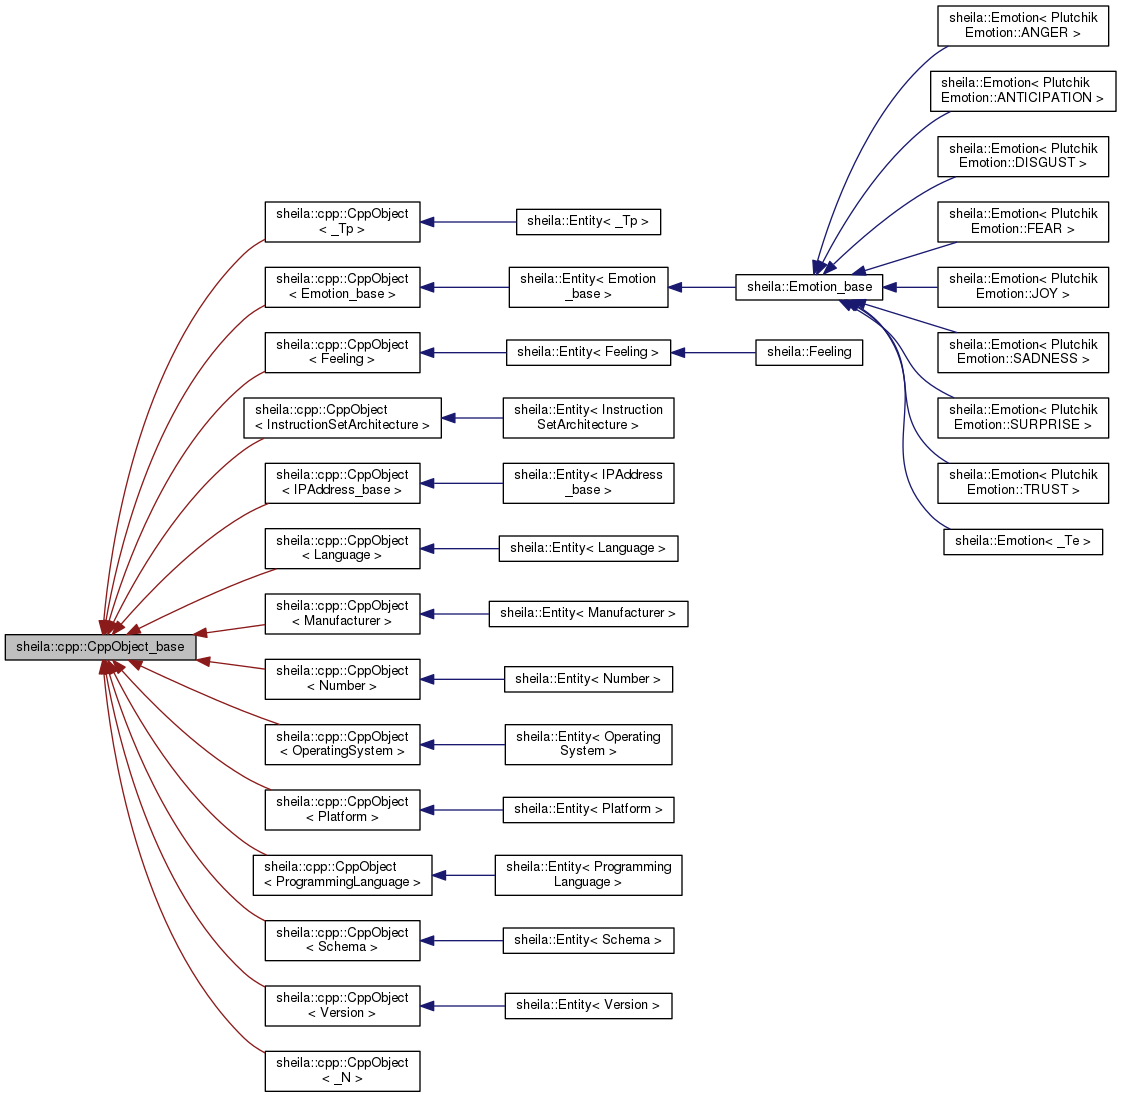 sheila::cpp::CppObject_base
sheila::cpp::CppObject
< _Tp >
sheila::cpp::CppObject
< Emotion_base >
sheila::cpp::CppObject
< Feeling >
sheila::cpp::CppObject
< InstructionSetArchitecture >
sheila::cpp::CppObject
< IPAddress_base >
sheila::cpp::CppObject
< Language >
sheila::cpp::CppObject
< Manufacturer >
sheila::cpp::CppObject
< Number >
sheila::cpp::CppObject
< OperatingSystem >
sheila::cpp::CppObject
< Platform >
sheila::cpp::CppObject
< ProgrammingLanguage >
sheila::cpp::CppObject
< Schema >
sheila::cpp::CppObject
< Version >
sheila::cpp::CppObject
< _N >
sheila::Entity< _Tp >
sheila::Entity< Emotion
_base >
sheila::Entity< Feeling >
sheila::Entity< Instruction
SetArchitecture >
sheila::Entity< IPAddress
_base >
sheila::Entity< Language >
sheila::Entity< Manufacturer >
sheila::Entity< Number >
sheila::Entity< Operating
System >
sheila::Entity< Platform >
sheila::Entity< Programming
Language >
sheila::Entity< Schema >
sheila::Entity< Version >
sheila::Emotion_base
sheila::Feeling
sheila::Emotion< Plutchik
Emotion::ANGER >
sheila::Emotion< Plutchik
Emotion::ANTICIPATION >
sheila::Emotion< Plutchik
Emotion::DISGUST >
sheila::Emotion< Plutchik
Emotion::FEAR >
sheila::Emotion< Plutchik
Emotion::JOY >
sheila::Emotion< Plutchik
Emotion::SADNESS >
sheila::Emotion< Plutchik
Emotion::SURPRISE >
sheila::Emotion< Plutchik
Emotion::TRUST >
sheila::Emotion< _Te >